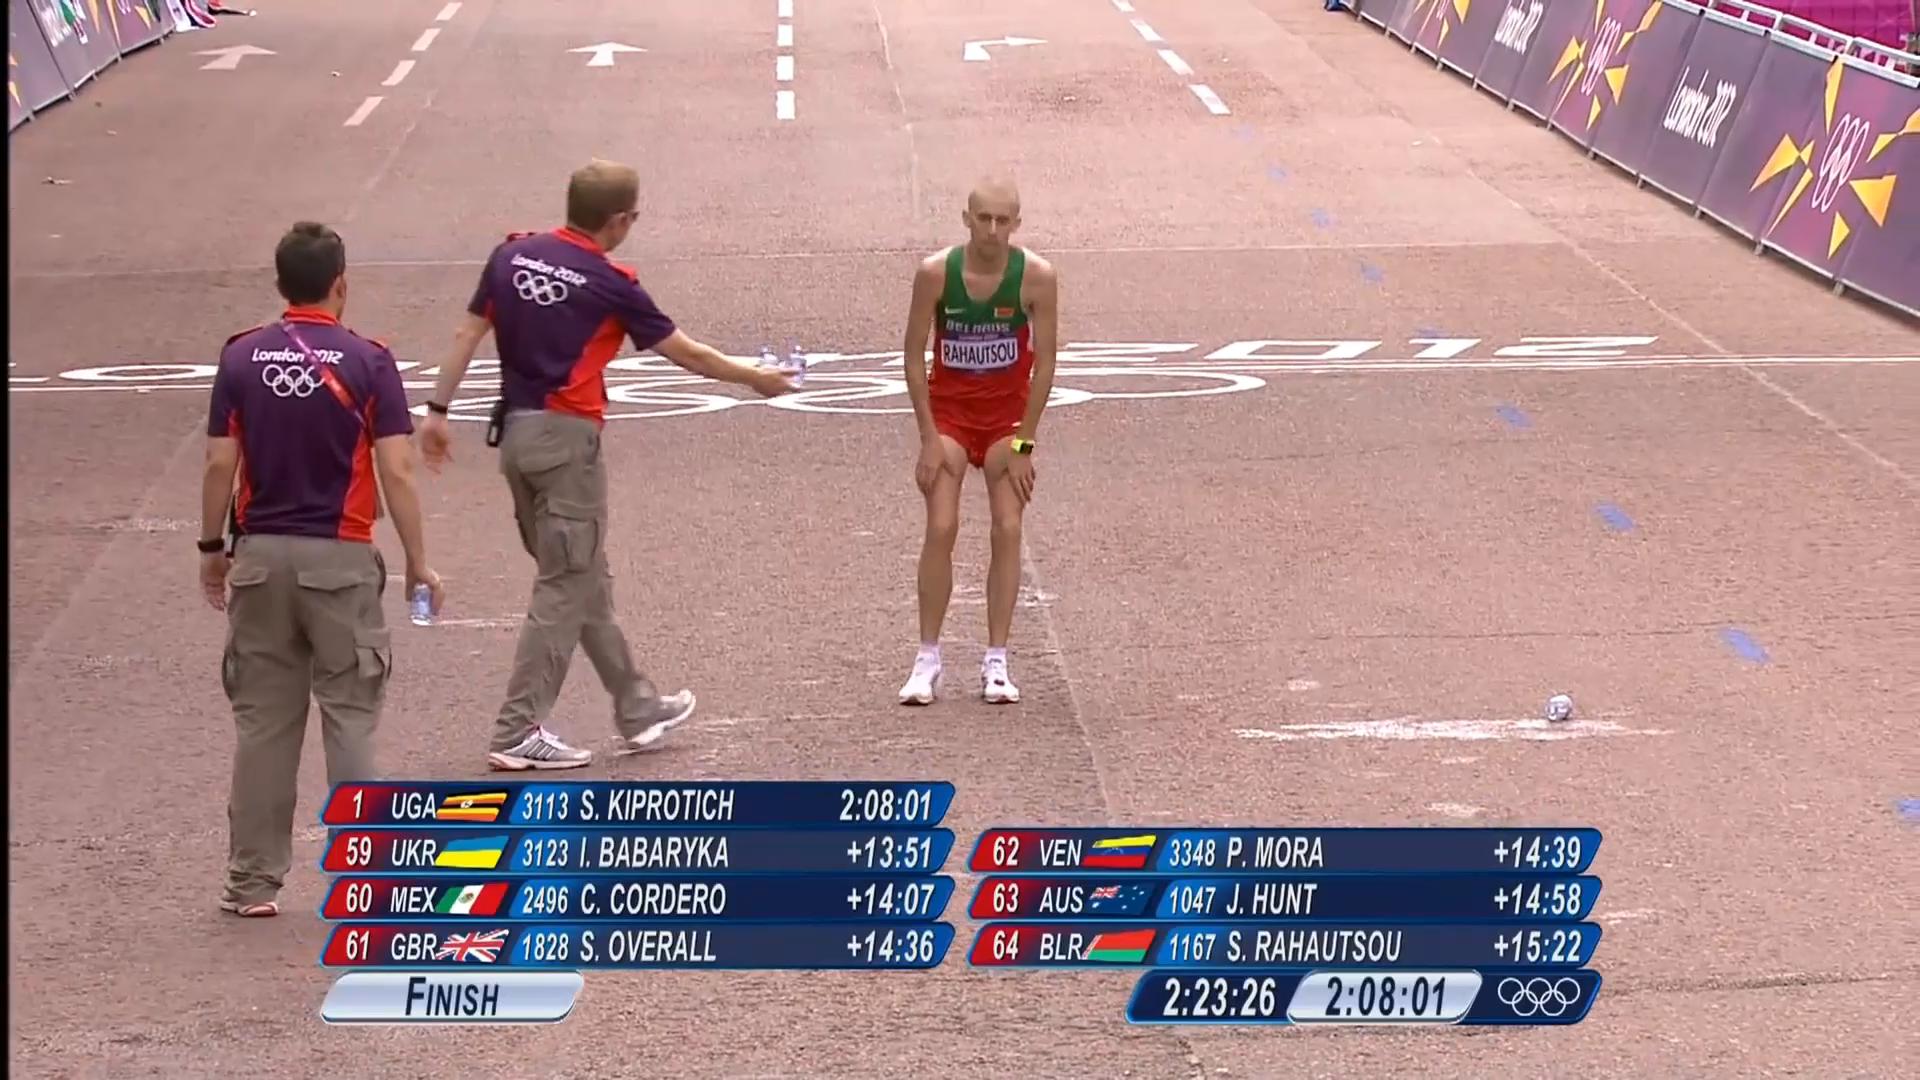 London 2012
London 2012
London 2012
London 2012
BELARUS
RAHAUTSOU
1 UGA 3113 S. KIPROTICH 2:08:01
59 UKR 3123 I. BABARYKA +13:51
60 MEX 2496 C. CORDERO +14:07
61 GBR 1828 S. OVERALL +14:36
62 VEN 3348 P. MORA +14:39
63 AUS 1047 J. HUNT +14:58
64 BLR 1167 S. RAHAUTSOU +15:22
FINISH
2:23:26 2:08:01